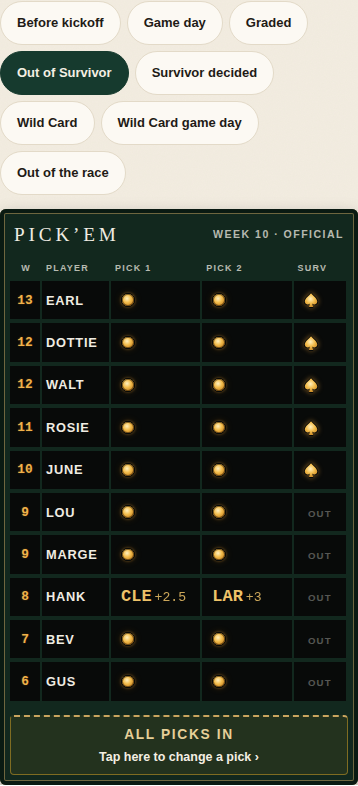 Before kickoff Game day Graded
Out of Survivor Survivor decided
Wild Card Wild Card game day
Out of the race
PICK’EM WEEK 10 · OFFICIAL
W PLAYER PICK 1 PICK 2 SURV
13 EARL
12 DOTTIE
12 WALT
11 ROSIE
10 JUNE
9 LOU OUT
9 MARGE OUT
8 HANK CLE +2.5 LAR +3 OUT
7 BEV OUT
6 GUS OUT
ALL PICKS IN
Tap here to change a pick ›